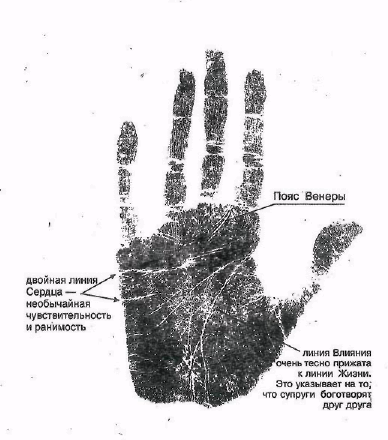 Пояс Венеры
двойная линия
Сердца —
необычайная
чувствительность
и ранимость
линия Влияния
очень тесно прижата
к линии Жизни.
Это указывает на то,
что супруги боготворят
друг друга